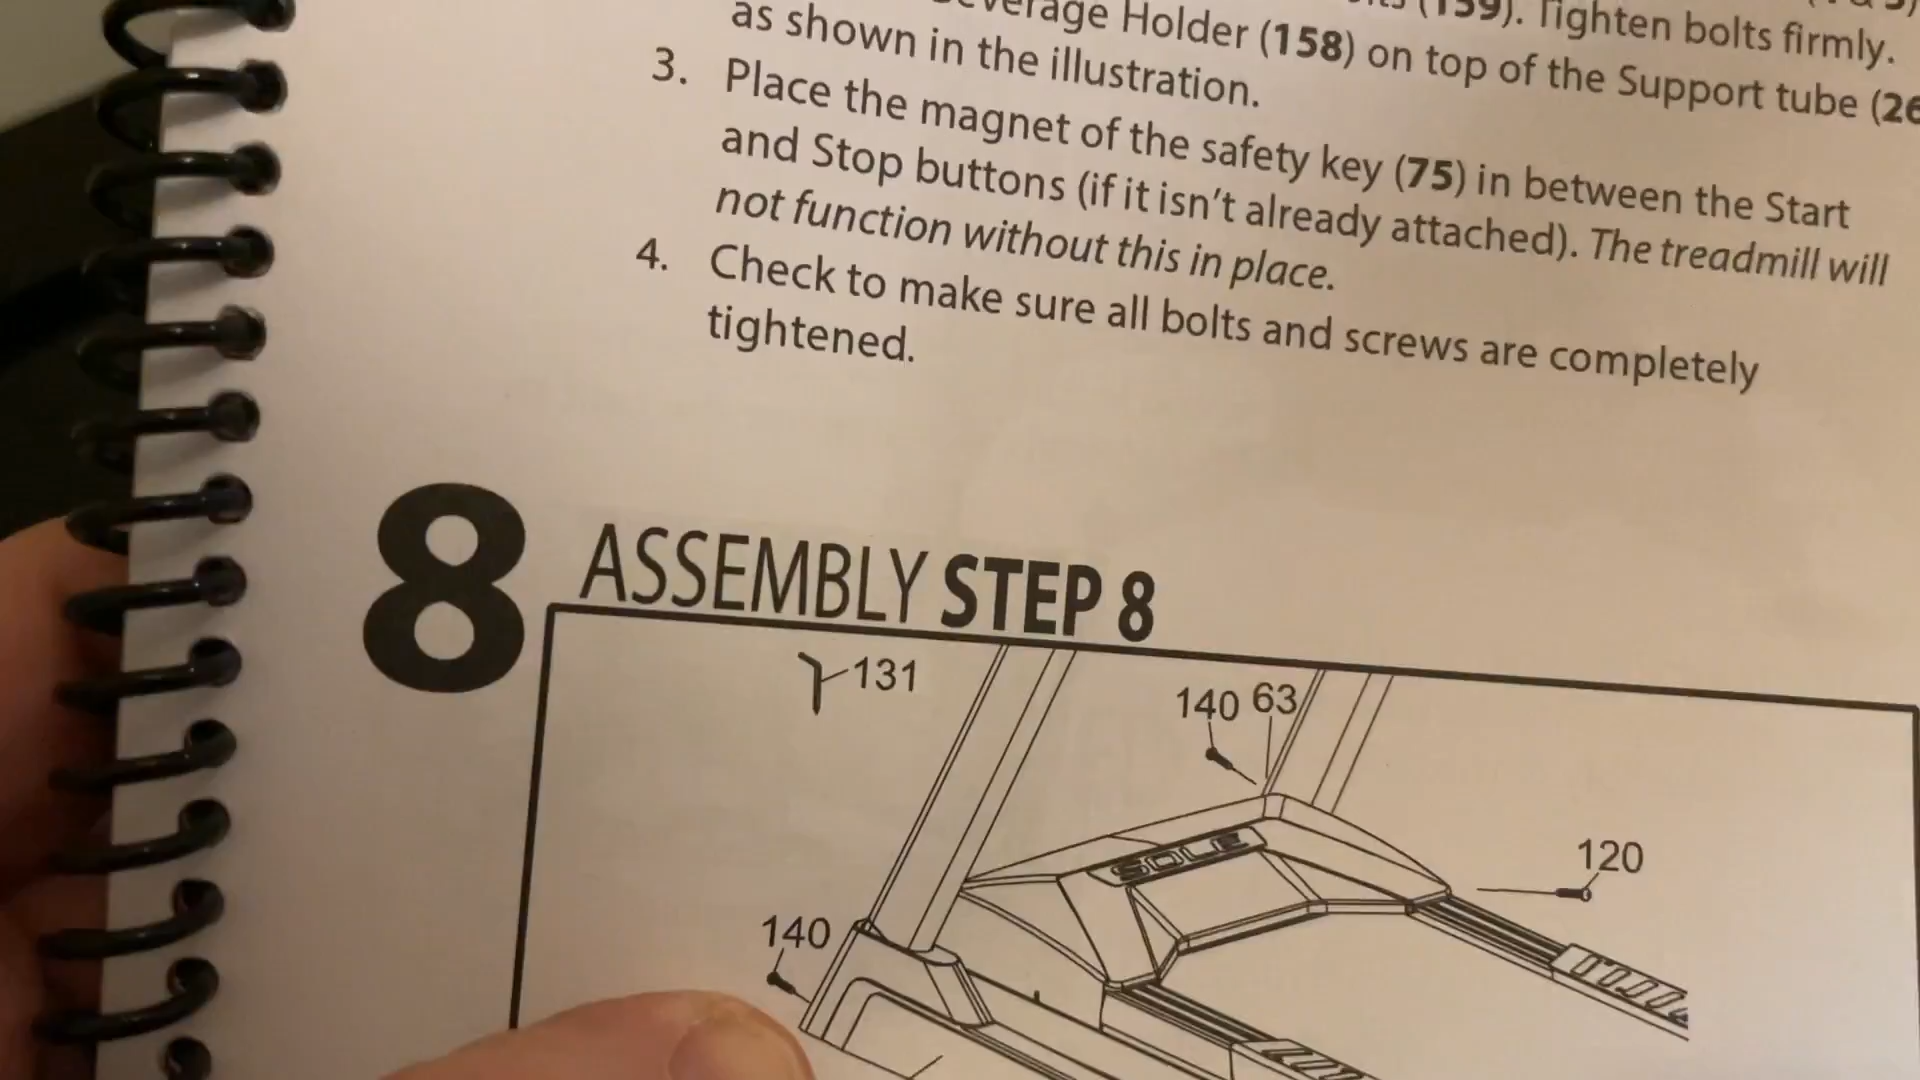 (159). Tighten bolts firmly.
Holder (158) on top of the Support tube (26
as shown in the illustration.
3. Place the magnet of the safety key (75) in between the Start
and Stop buttons (if it isn't already attached). The treadmill will
not function without this in place.
4. Check to make sure all bolts and screws are completely
tightened.
8 ASSEMBLY STEP 8
131
140 63
SOLE
120
140